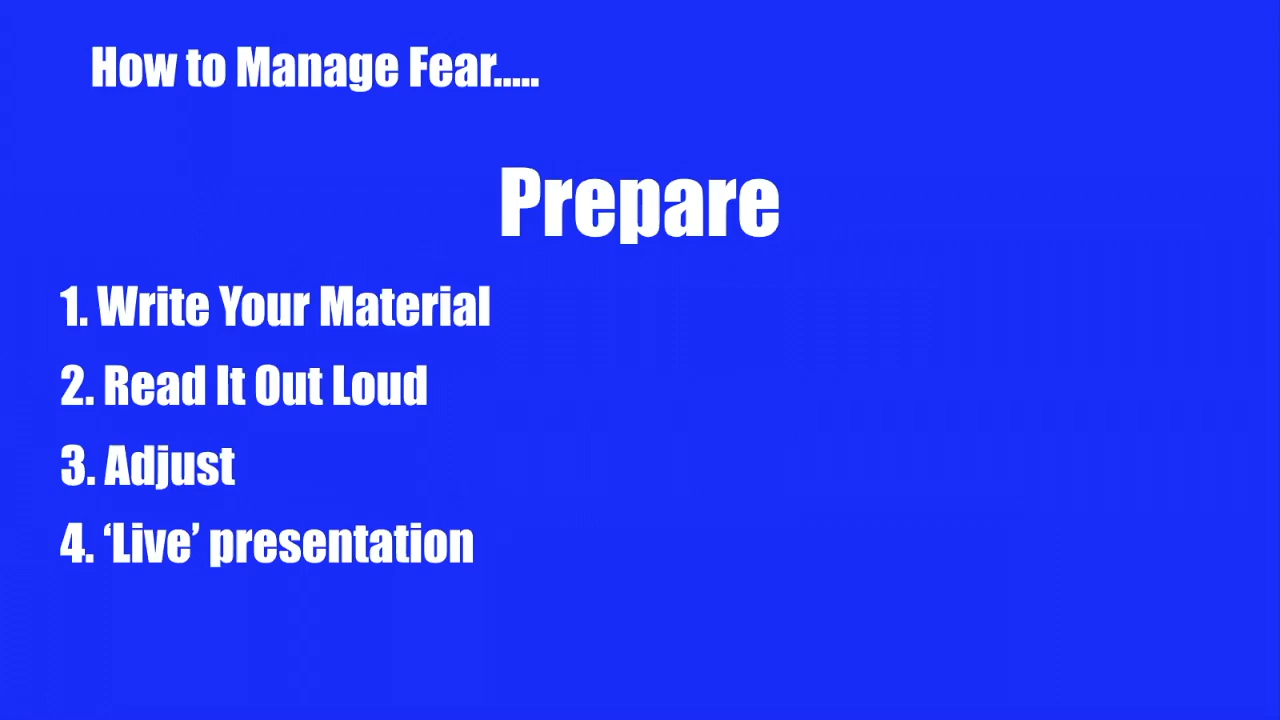 How to Manage Fear.....
Prepare
1. Write Your Material
2. Read It Out Loud
3. Adjust
4. ‘Live’ presentation